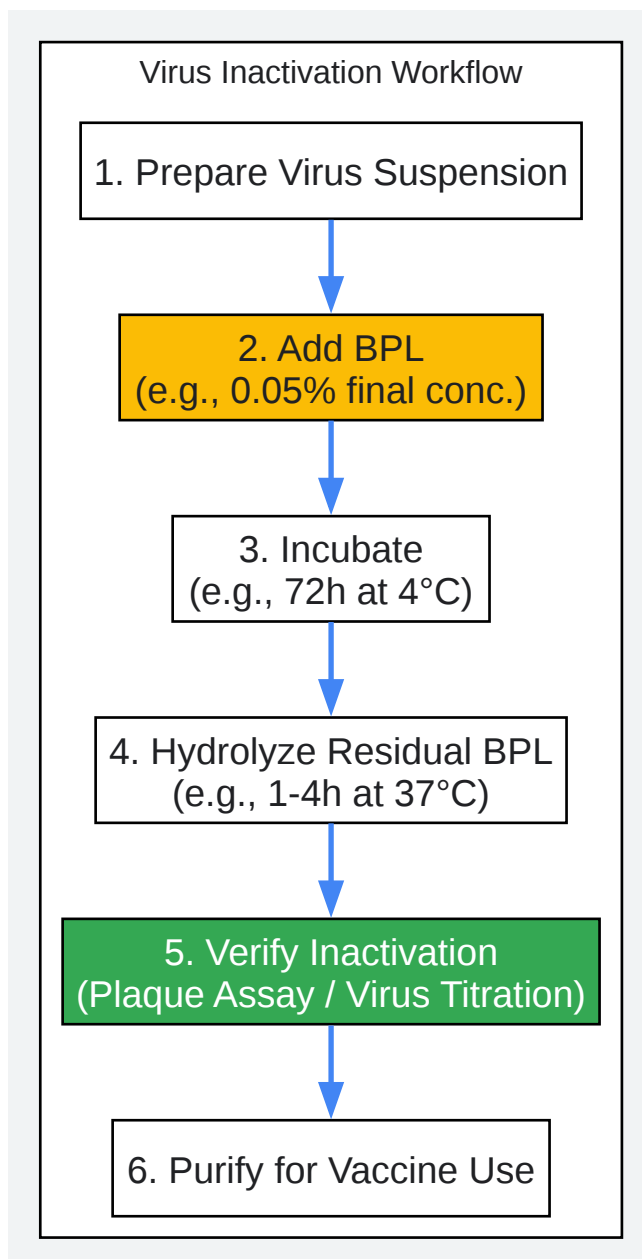 Virus Inactivation Workflow
1. Prepare Virus Suspension
2. Add BPL
(e.g., 0.05% final conc.)
3. Incubate
(e.g., 72h at 4°C)
4. Hydrolyze Residual BPL
(e.g., 1-4h at 37°C)
5. Verify Inactivation
(Plaque Assay / Virus Titration)
6. Purify for Vaccine Use